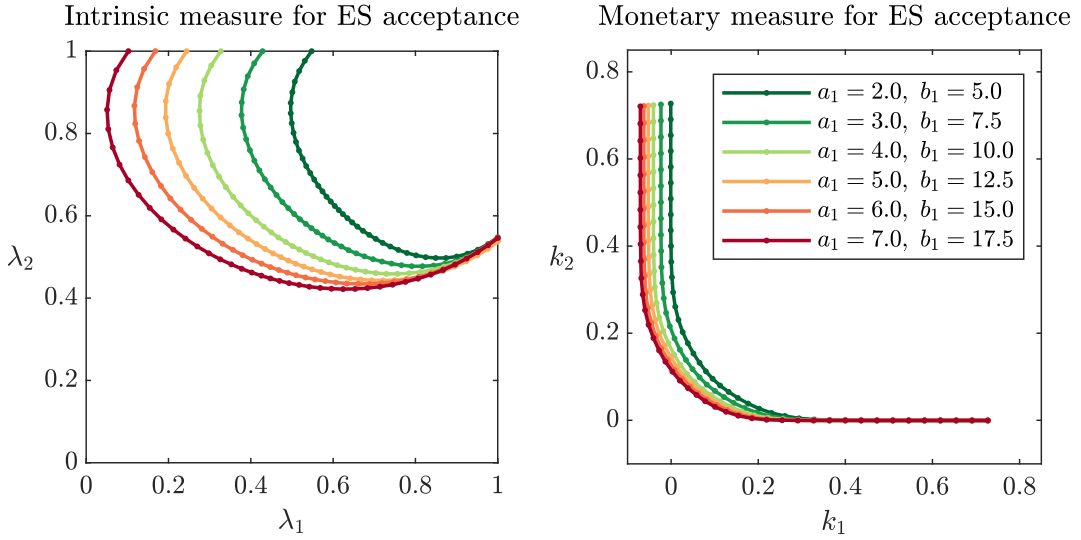 Intrinsic measure for ES acceptance
1
0.8
0.6
0.4
0.2
0
λ₂
0 0.2 0.4 0.6 0.8 1
λ₁
Monetary measure for ES acceptance
0.8
0.6
0.4
0.2
0
k₂
a₁ = 2.0, b₁ = 5.0
a₁ = 3.0, b₁ = 7.5
a₁ = 4.0, b₁ = 10.0
a₁ = 5.0, b₁ = 12.5
a₁ = 6.0, b₁ = 15.0
a₁ = 7.0, b₁ = 17.5
0 0.2 0.4 0.6 0.8
k₁